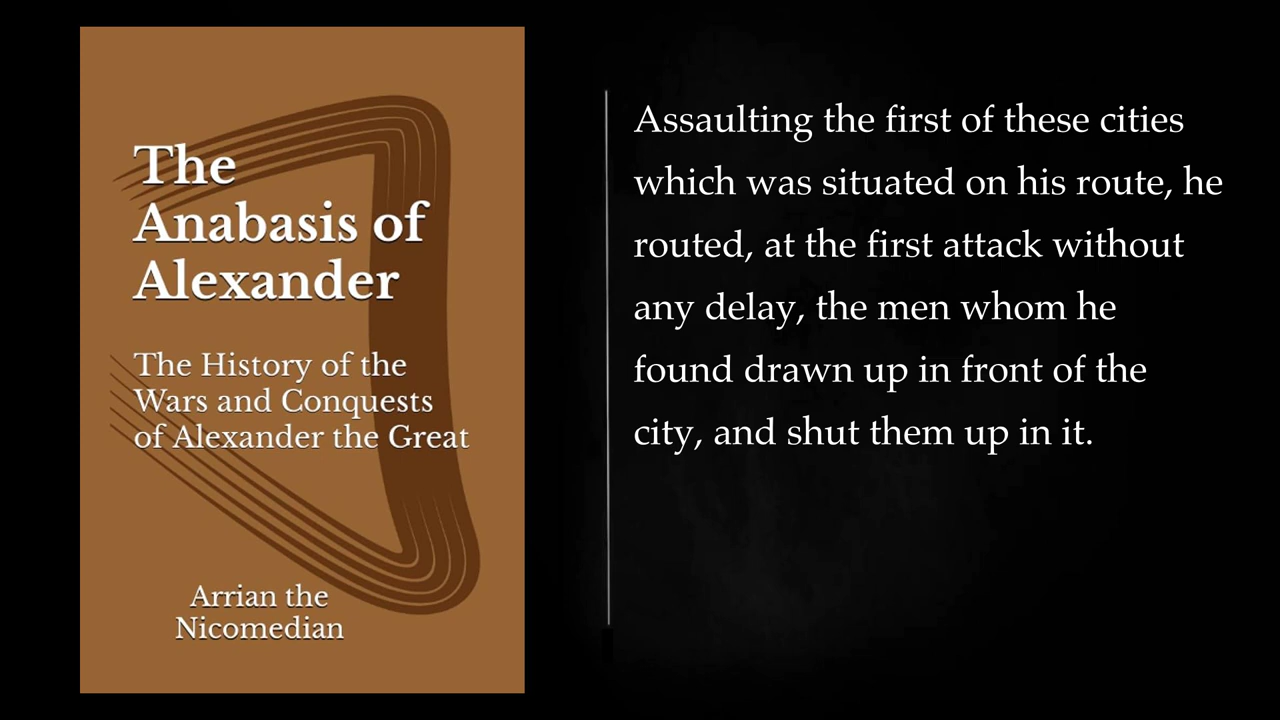 The
Anabasis of
Alexander
The History of the
Wars and Conquests
of Alexander the Great
Arrian the
Nicomedian
Assaulting the first of these cities
which was situated on his route, he
routed, at the first attack without
any delay, the men whom he
found drawn up in front of the
city, and shut them up in it.